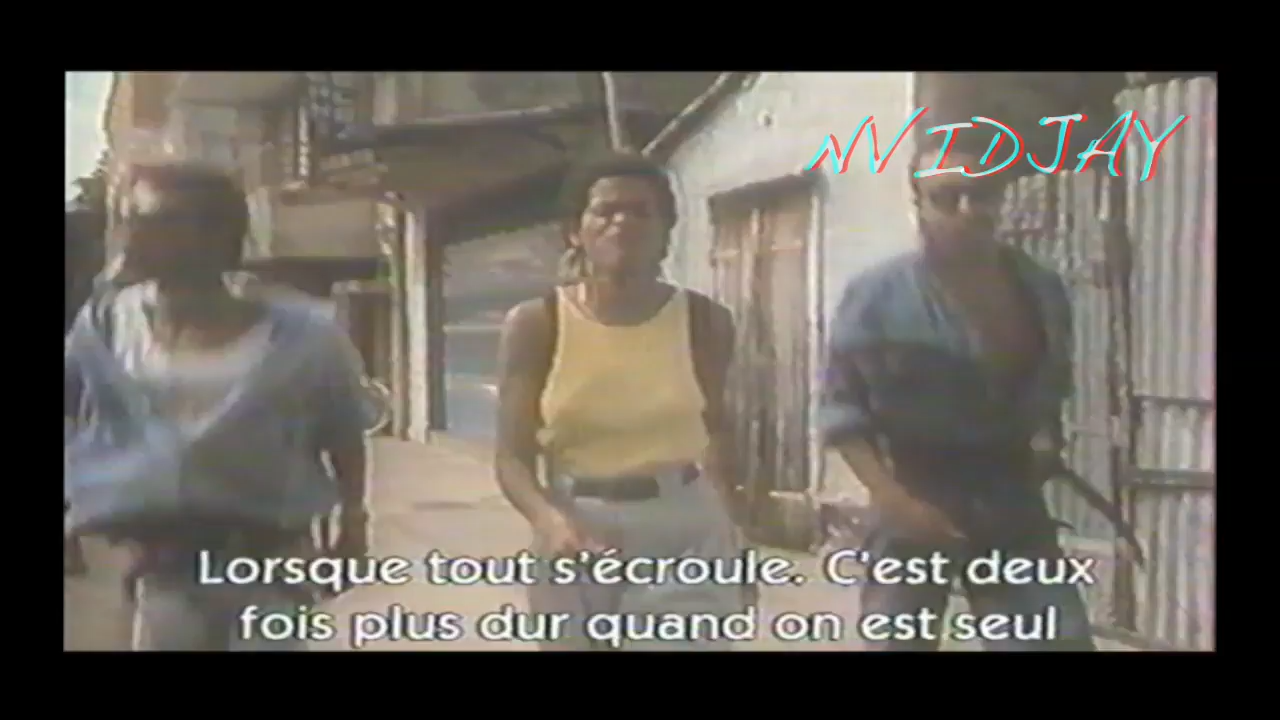 NVIDJAY
Lorsque tout s'écroule. C'est deux
fois plus dur quand on est seul